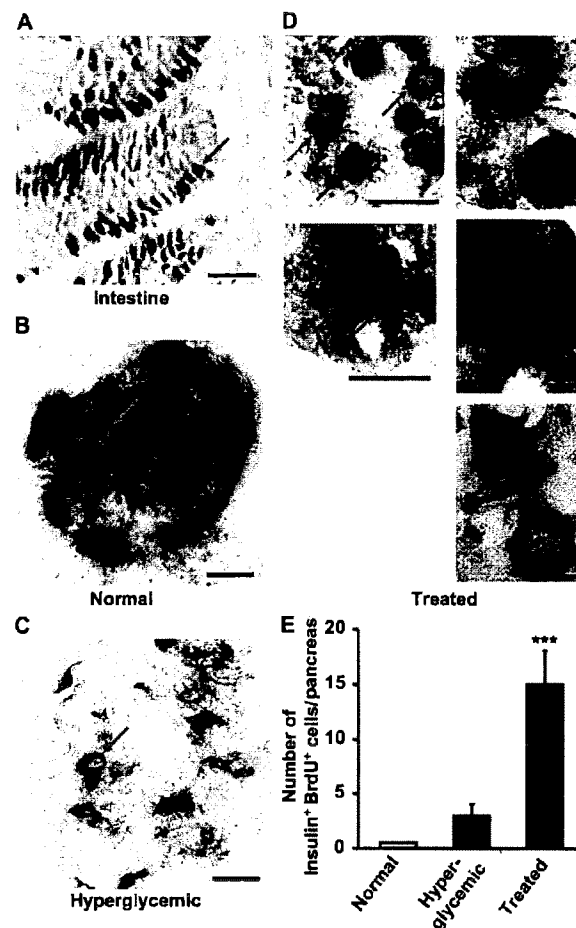 A
Intestine
B
Normal
C
Hyperglycemic
D
Treated
E
Number of
Insulin⁺ BrdU⁺ cells/pancreas
20
15
10
5
0
***
Normal
Hyper-
glycemic
Treated